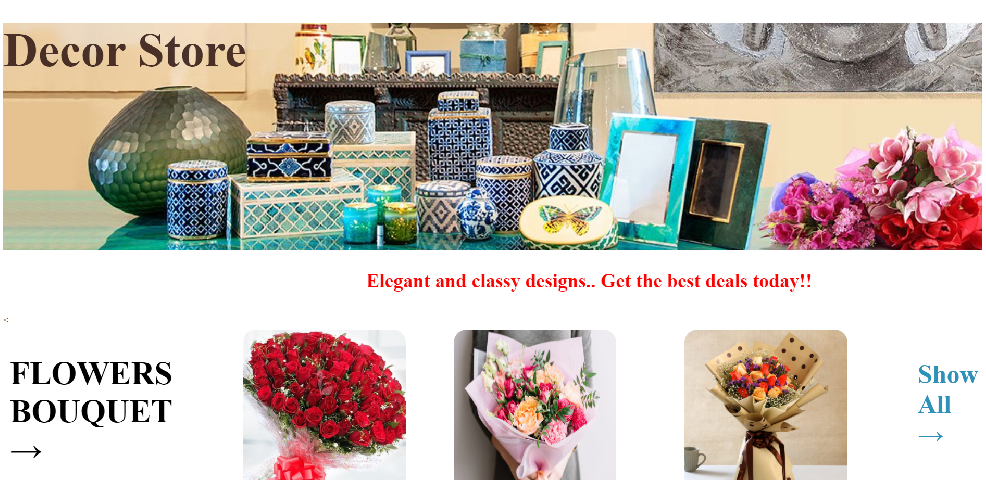 Decor Store
Elegant and classy designs.. Get the best deals today!!
<
FLOWERS
BOUQUET
→
Show
All
→